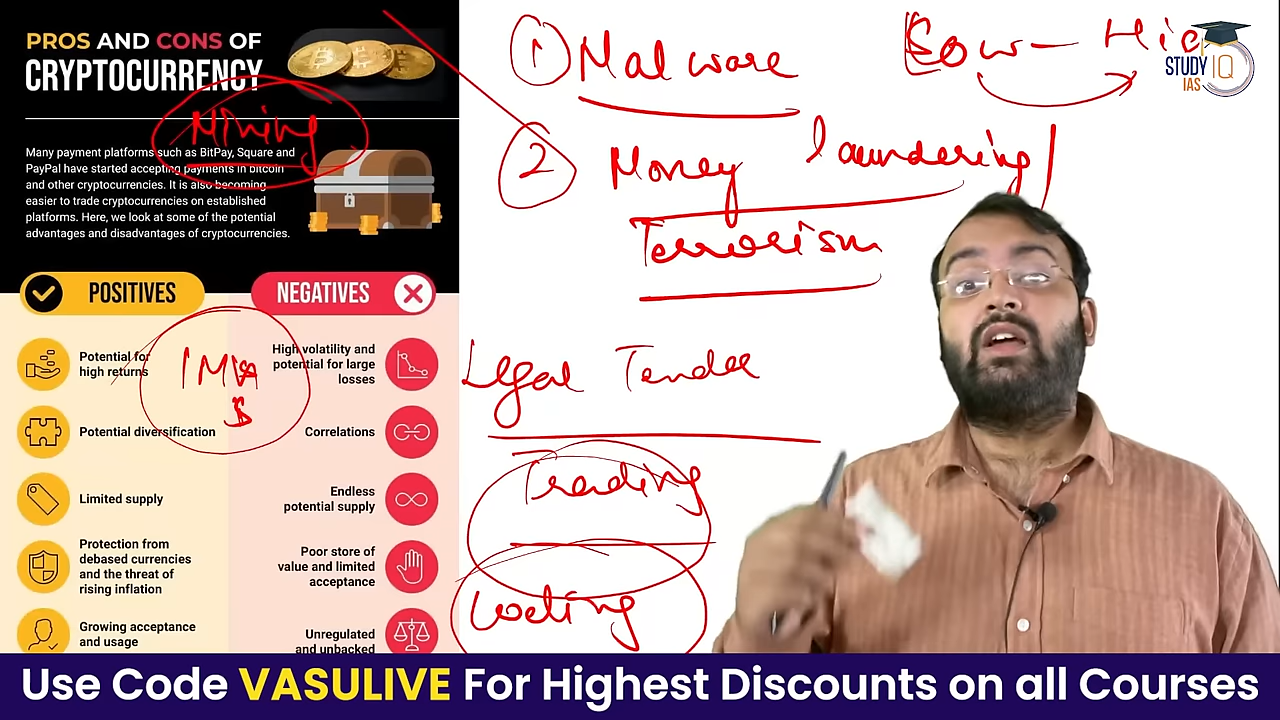 PROS AND CONS OF
CRYPTOCURRENCY
Mining
Many payment platforms such as BitPay, Square and
PayPal have started accepting payments in bitcoin
and other cryptocurrencies. It is also becoming
easier to trade cryptocurrencies on established
platforms. Here, we look at some of the potential
advantages and disadvantages of cryptocurrencies.
POSITIVES
NEGATIVES
Potential for
high returns
High volatility and
potential for large
losses
$
Potential diversification
Correlations
Limited supply
Endless
potential supply
Protection from
debased currencies
and the threat of
rising inflation
Poor store of
value and limited
acceptance
Growing acceptance
and usage
Unregulated
and unbacked
1 Malware
Low - Hig
STUDY IQ
IAS
2 Money laundering/
Terrorism
Legal Tender
Trading
Use Code VASULIVE For Highest Discounts on all Courses